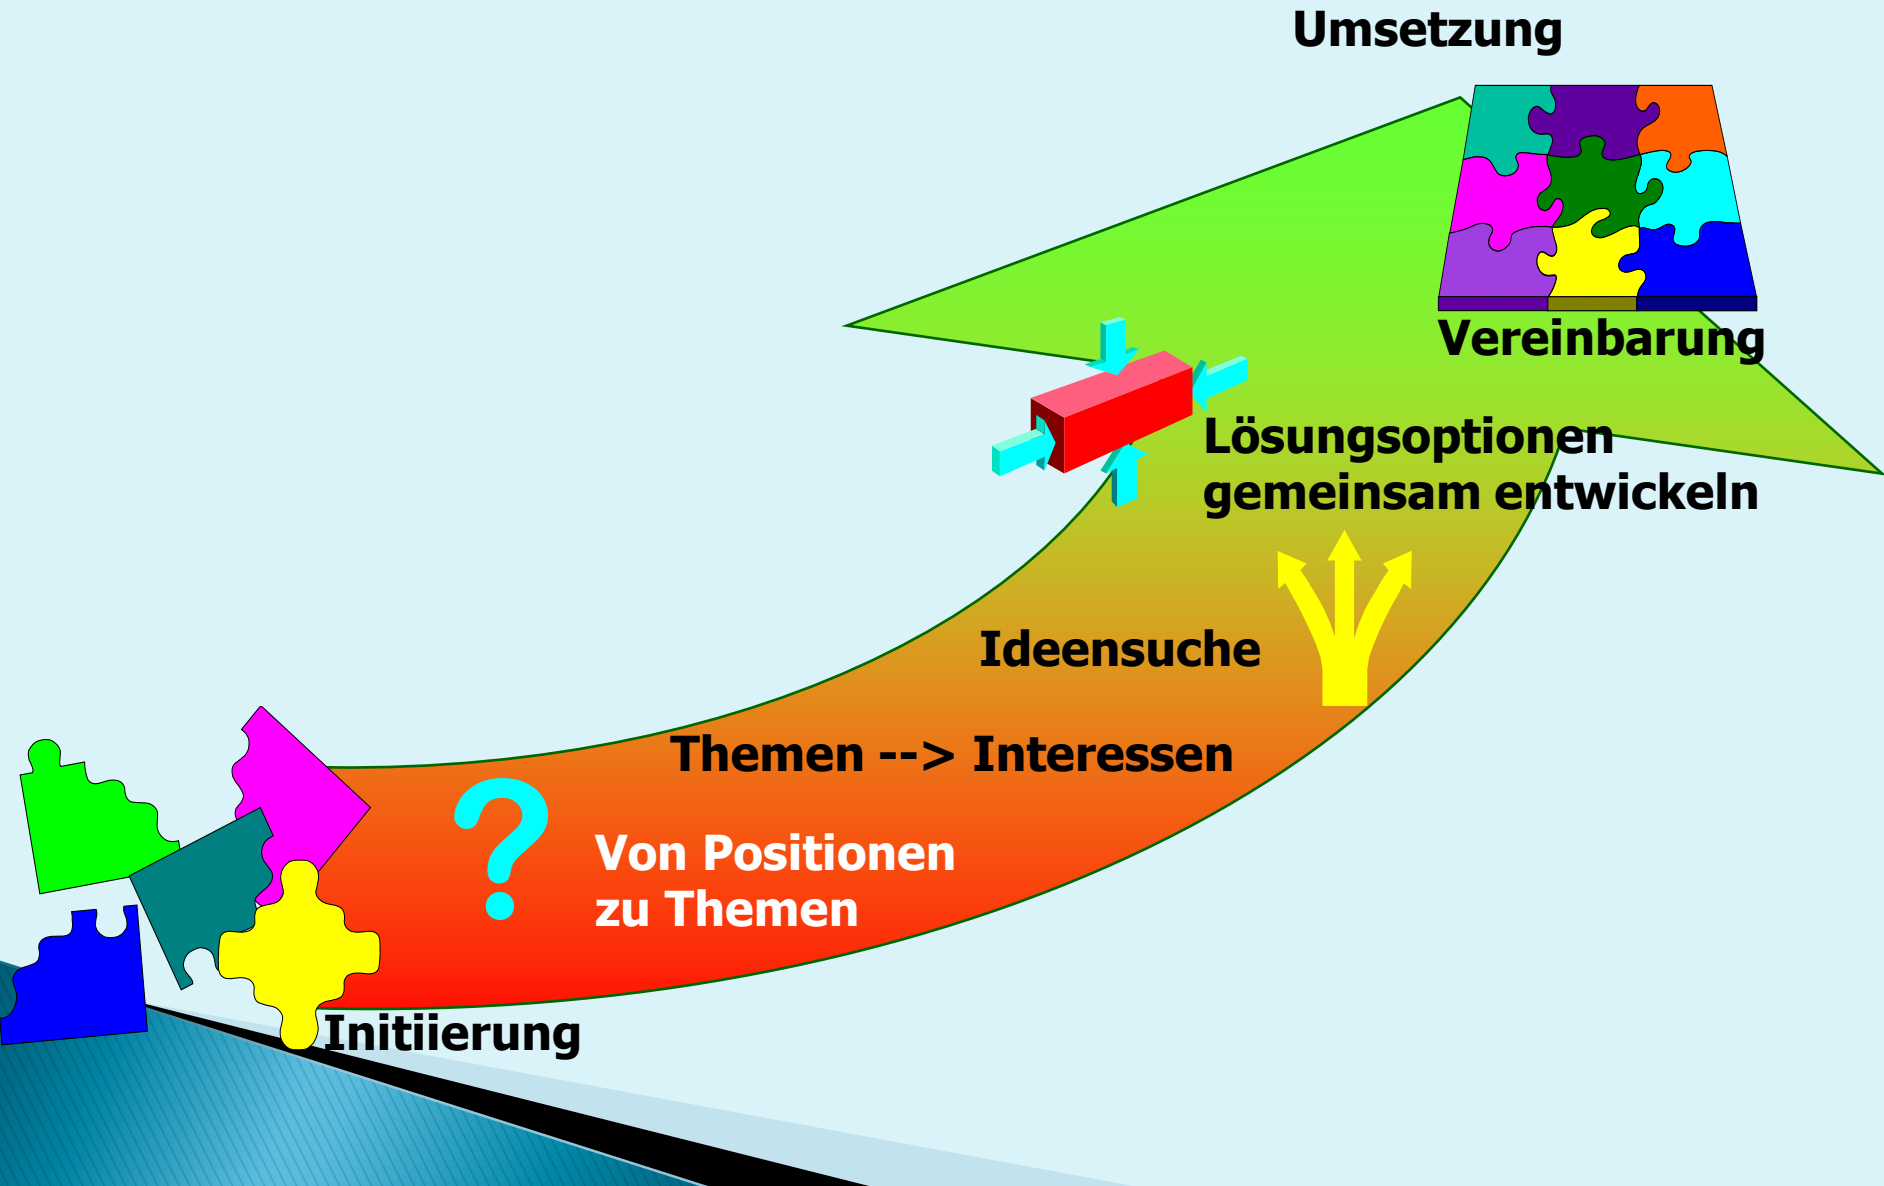 Umsetzung
Vereinbarung
Lösungsoptionen
gemeinsam entwickeln
Ideensuche
Themen --> Interessen
Von Positionen
zu Themen
Initiierung